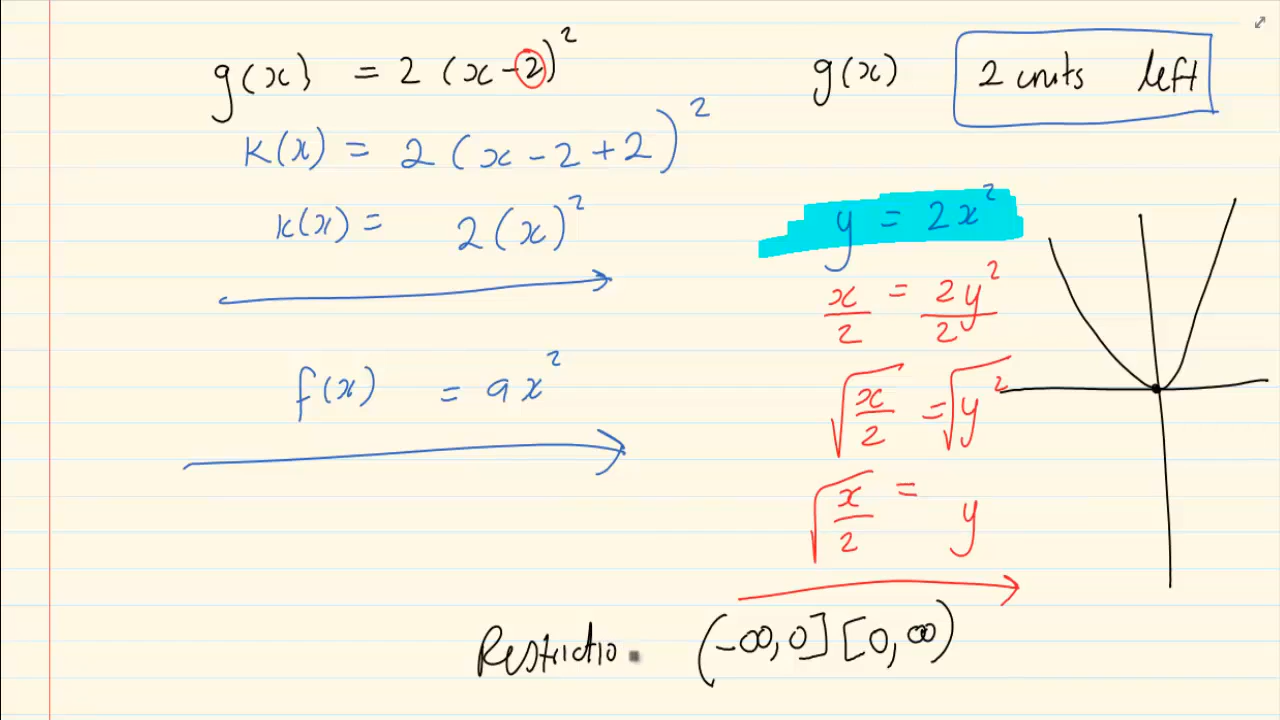 g(x) = 2 (x-2)²
g(x) 2 units left
k(x) = 2 (x - 2 + 2)²
k(x) = 2(x)²
y = 2x²
x/2 = 2y²/2
f(x) = ax²
√(x/2) = √y²
√(x/2) = y
Restrictio (-∞,0] [0,∞)